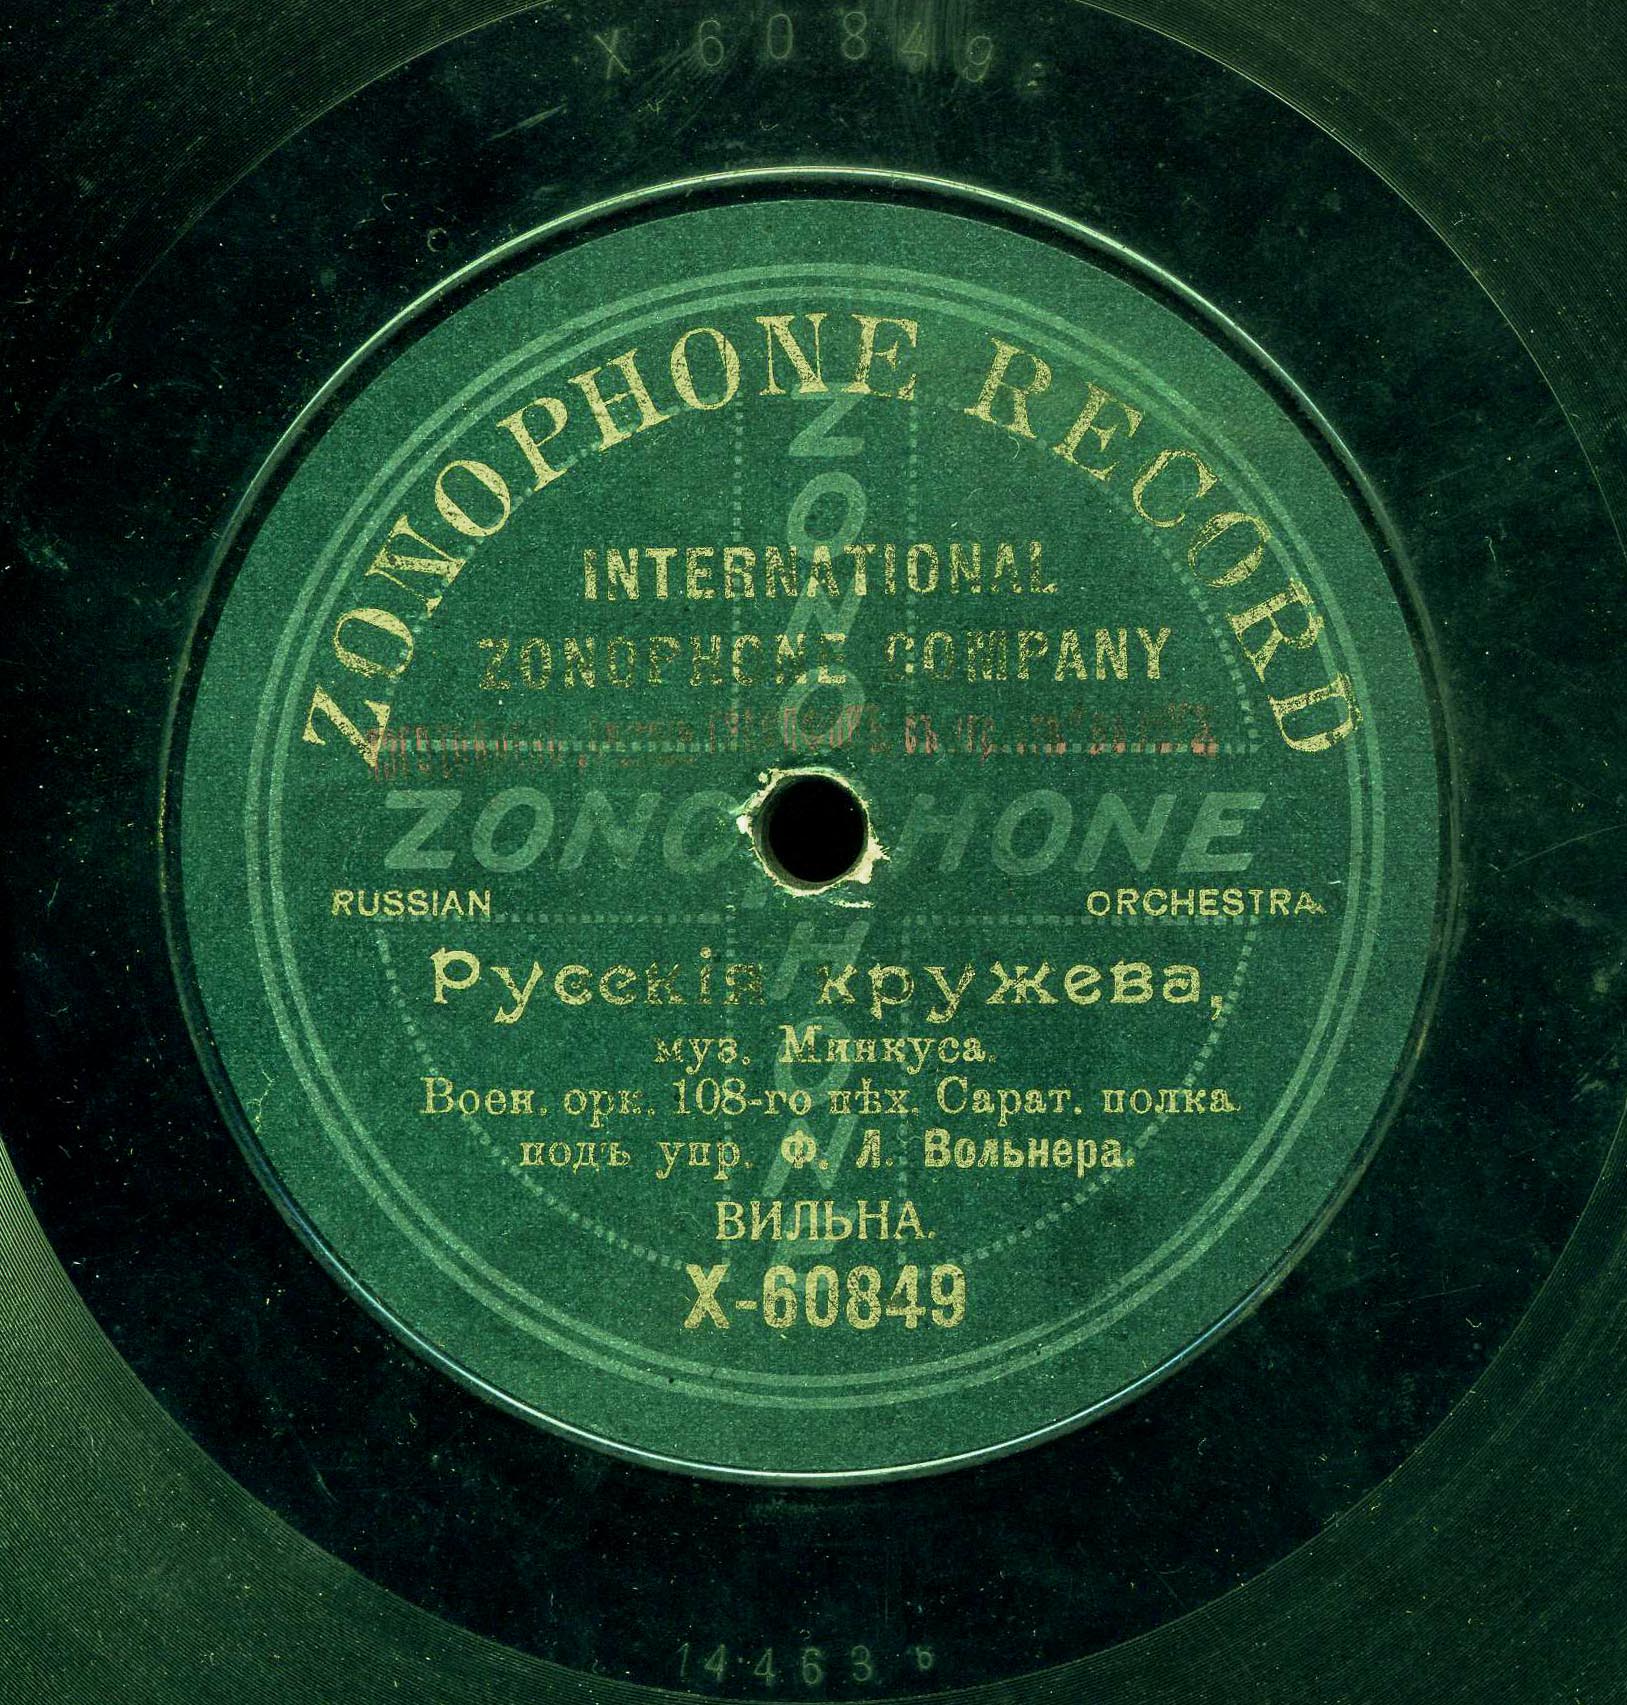 X 60849
ZONOPHONE RECORD
ZONOPHONE
INTERNATIONAL
ZONOPHONE COMPANY
ZONOPHONE
RUSSIAN ORCHESTRA
Русскія кружева,
муз. Минкуса.
Воен. орк. 108-го пѣх. Сарат. полка
подъ упр. Ф. Л. Вольнера.
ВИЛЬНА.
X-60849
14463 b